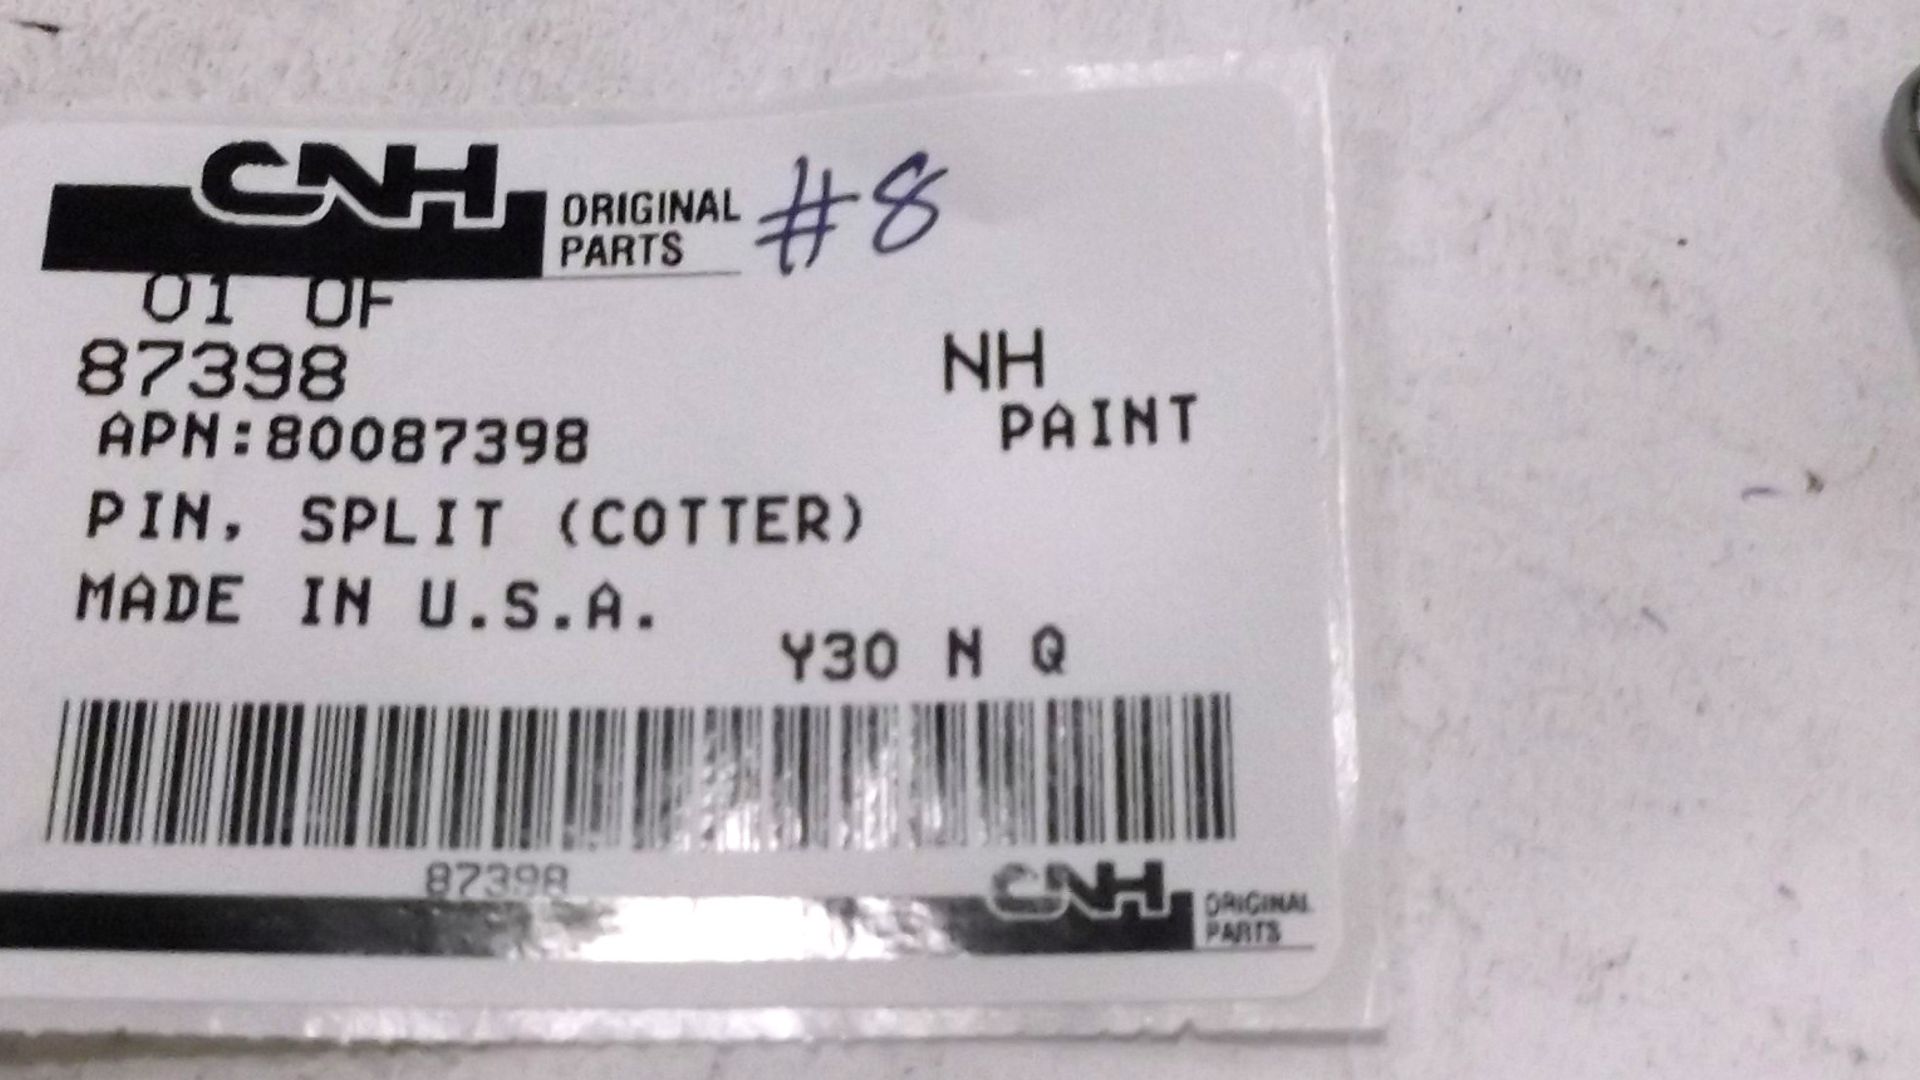 CNH ORIGINAL PARTS #8
01 OF
87398 NH
APN:80087398 PAINT
PIN, SPLIT (COTTER)
MADE IN U.S.A.
Y30 N Q
87398
CNH ORIGINAL PARTS